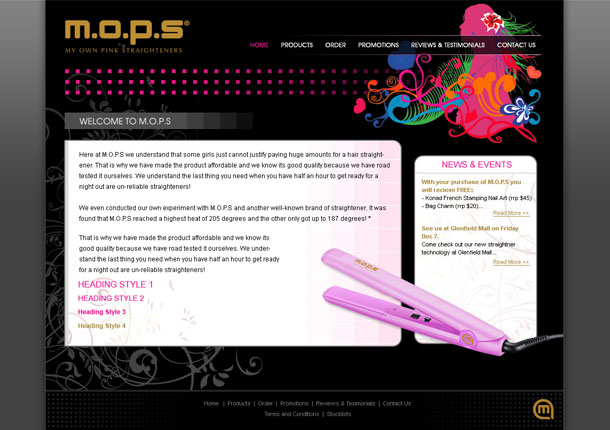 m.o.p.s®
MY OWN PINK STRAIGHTENERS
HOME PRODUCTS ORDER PROMOTIONS REVIEWS & TESTIMONIALS CONTACT US
WELCOME TO M.O.P.S
Here at M.O.P.S we understand that some girls just cannot justify paying huge amounts for a hair straight-
ener. That is why we have made the product affordable and we know its good quality because we have road
tested it ourselves. We understand the last thing you need when you have half an hour to get ready for a
night out are un-reliable straighteners!
We even conducted our own experiment with M.O.P.S and another well-known brand of straightener. It was
found that M.O.P.S reached a highest heat of 205 degrees and the other only got up to 187 degrees! *
That is why we have made the product affordable and we know its
good quality because we have road tested it ourselves. We under-
stand the last thing you need when you have half an hour to get ready
for a night out are un-reliable straighteners!
HEADING STYLE 1
HEADING STYLE 2
Heading Style 3
Heading Style 4
m.o.p.s
NEWS & EVENTS
With your purchase of M.O.P.S you
will recieve FREE:
- Konad French Stamping Nail Art (rrp $45)
- Bag Charm (rrp $20)...
Read More >>
See us at Glenfield Mall on Friday
Dec 7.
Come check out our new straightner
technology at Glenfield Mall...
Read More >>
Home | Products | Order | Promotions | Reviews & Testimonials | Contact Us
Terms and Conditions | Stocklists
m